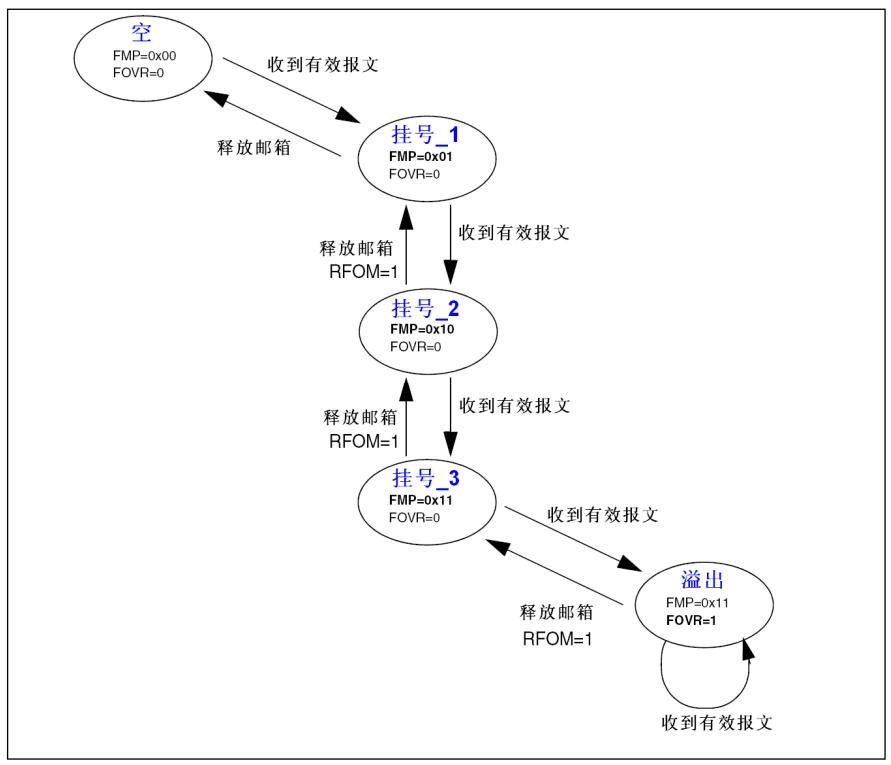 空
FMP=0x00
FOVR=0
收到有效报文
释放邮箱
挂号_1
FMP=0x01
FOVR=0
收到有效报文
释放邮箱
RFOM=1
挂号_2
FMP=0x10
FOVR=0
收到有效报文
释放邮箱
RFOM=1
挂号_3
FMP=0x11
FOVR=0
收到有效报文
释放邮箱
RFOM=1
溢出
FMP=0x11
FOVR=1
收到有效报文